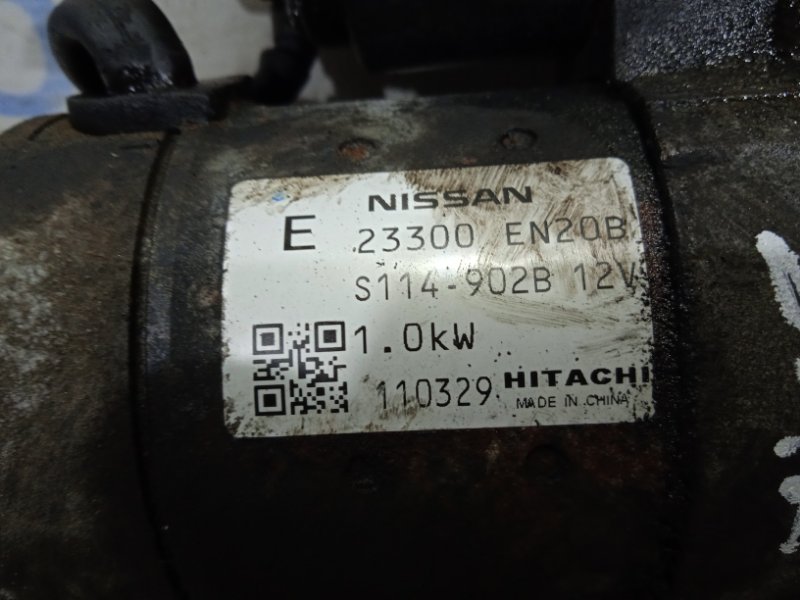 NISSAN
E 23300 EN20B
S114-902B 12V
1.0kW
110329 HITACHI
MADE IN CHINA